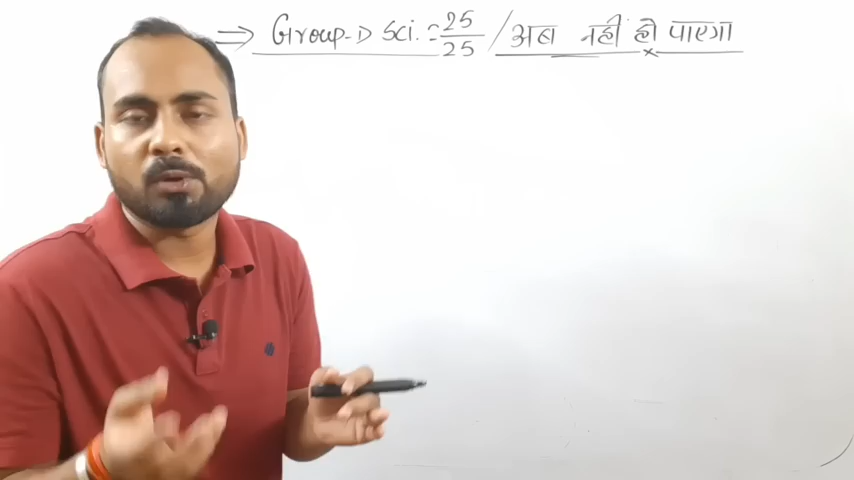 ⇒ Group-D Sci. = 25/25 / अब नहीं हो पाएगा